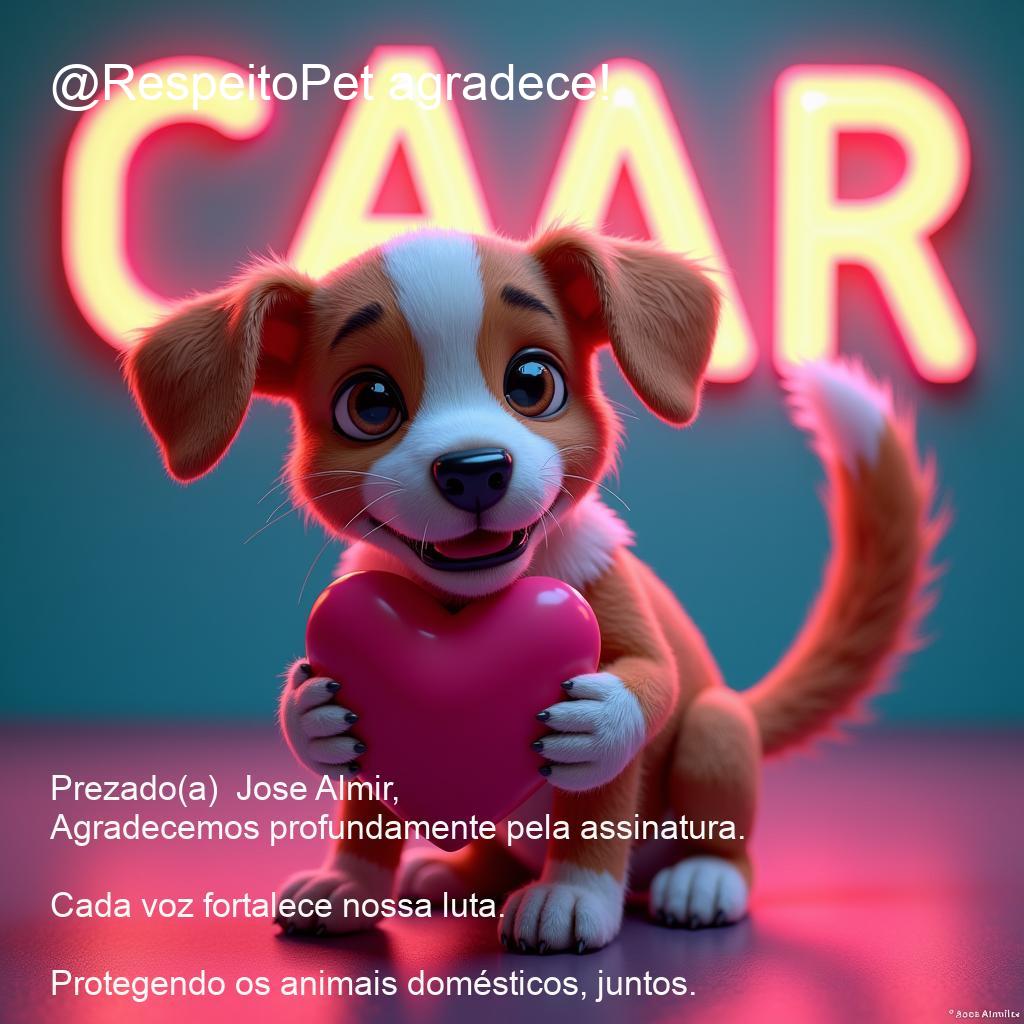 @RespeitoPet agradece!
CAAR
Prezado(a)  Jose Almir,
Agradecemos profundamente pela assinatura.
Cada voz fortalece nossa luta.
Protegendo os animais domésticos, juntos.